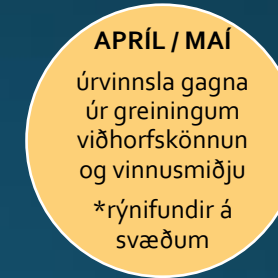 APRÍL / MAÍ
úrvinnsla gagna
úr greiningum
viðhorfskönnun
og vinnusmiðju
*rýnifundir á
svæðum